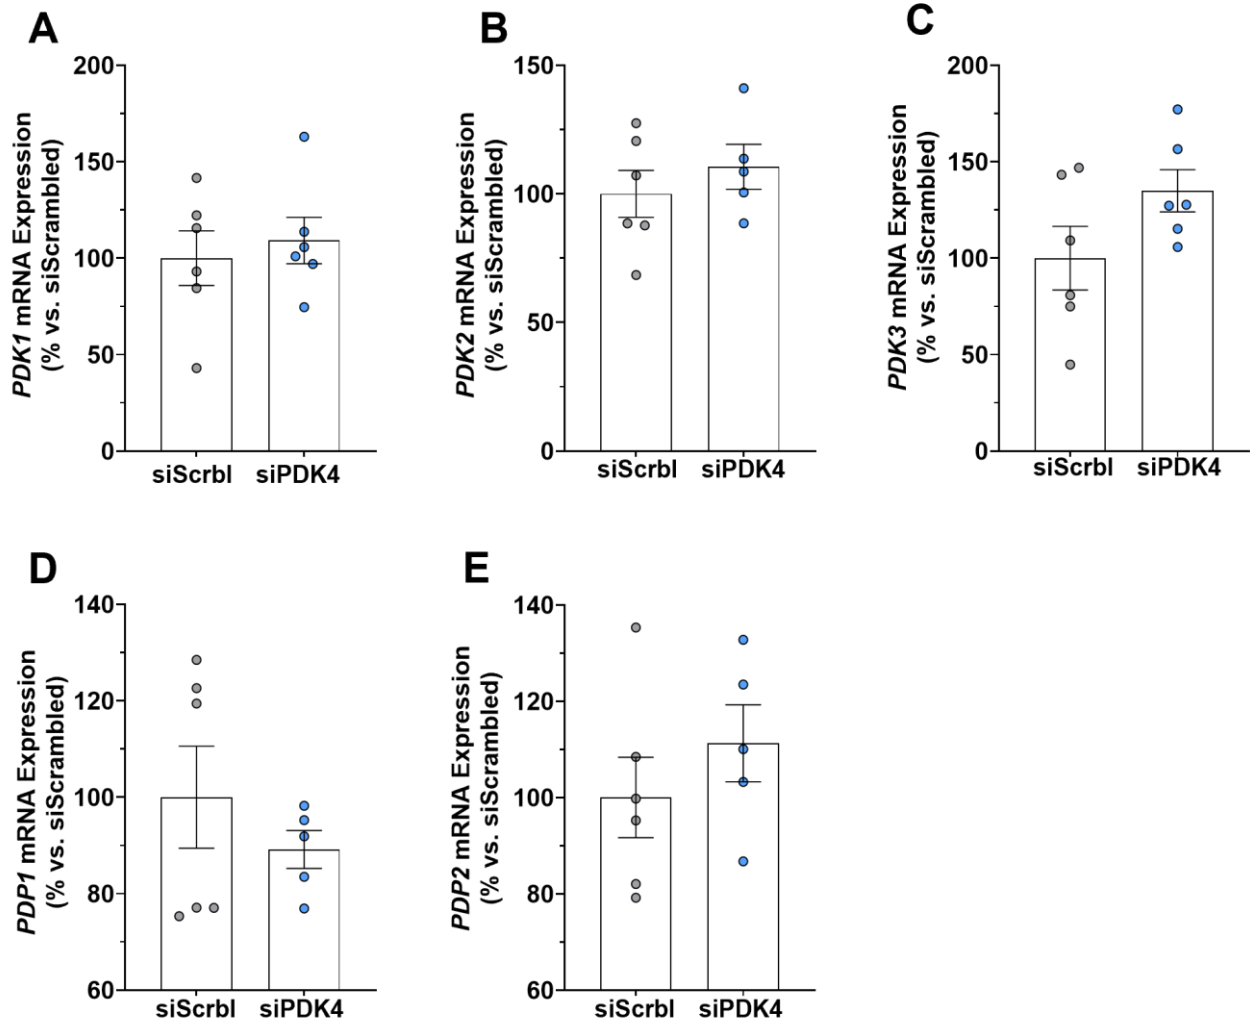 A
B
C
PDK1 mRNA Expression
(% vs. siScrambled)
200
150
100
50
0
siScrbl siPDK4
PDK2 mRNA Expression
(% vs. siScrambled)
150
100
50
0
siScrbl siPDK4
PDK3 mRNA Expression
(% vs. siScrambled)
200
150
100
50
0
siScrbl siPDK4
D
E
PDP1 mRNA Expression
(% vs. siScrambled)
140
120
100
80
60
siScrbl siPDK4
PDP2 mRNA Expression
(% vs. siScrambled)
140
120
100
80
60
siScrbl siPDK4